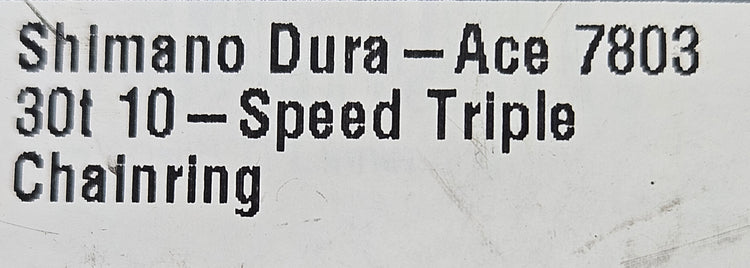 Shimano Dura-Ace 7803
30t 10-Speed Triple
Chainring